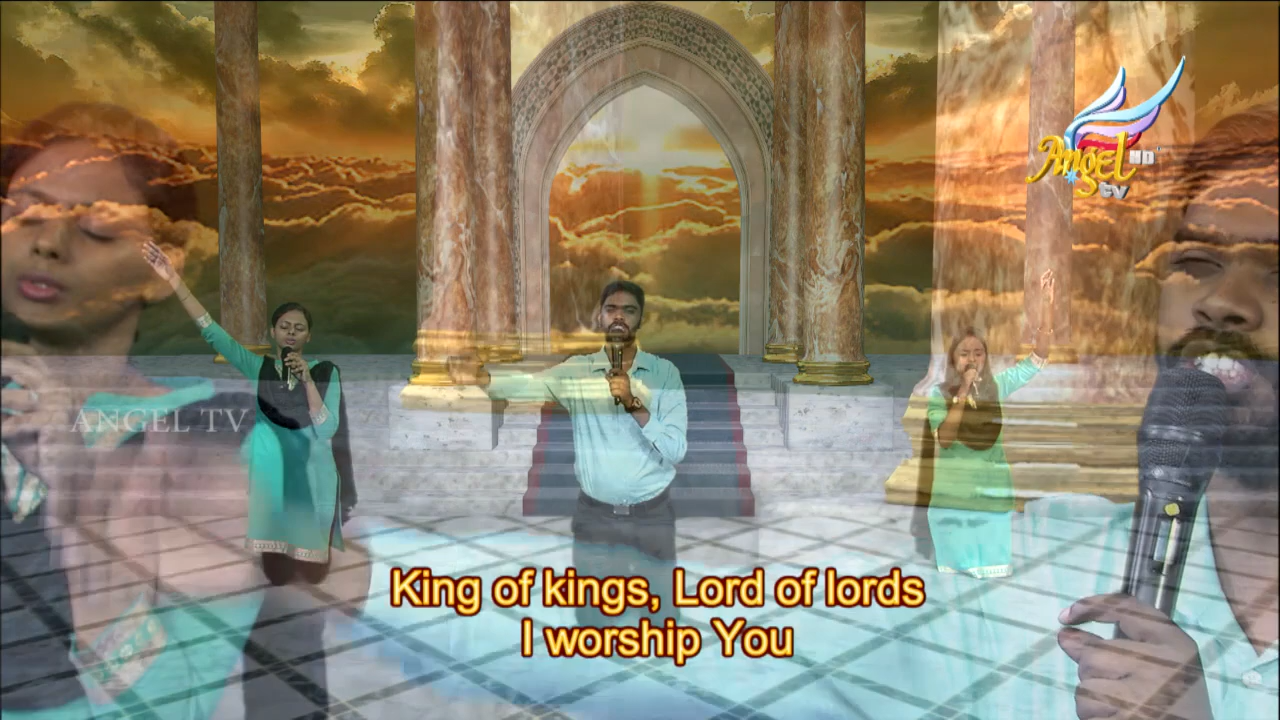 Angel HD
tv
ANGEL TV
King of kings, Lord of lords
I worship You